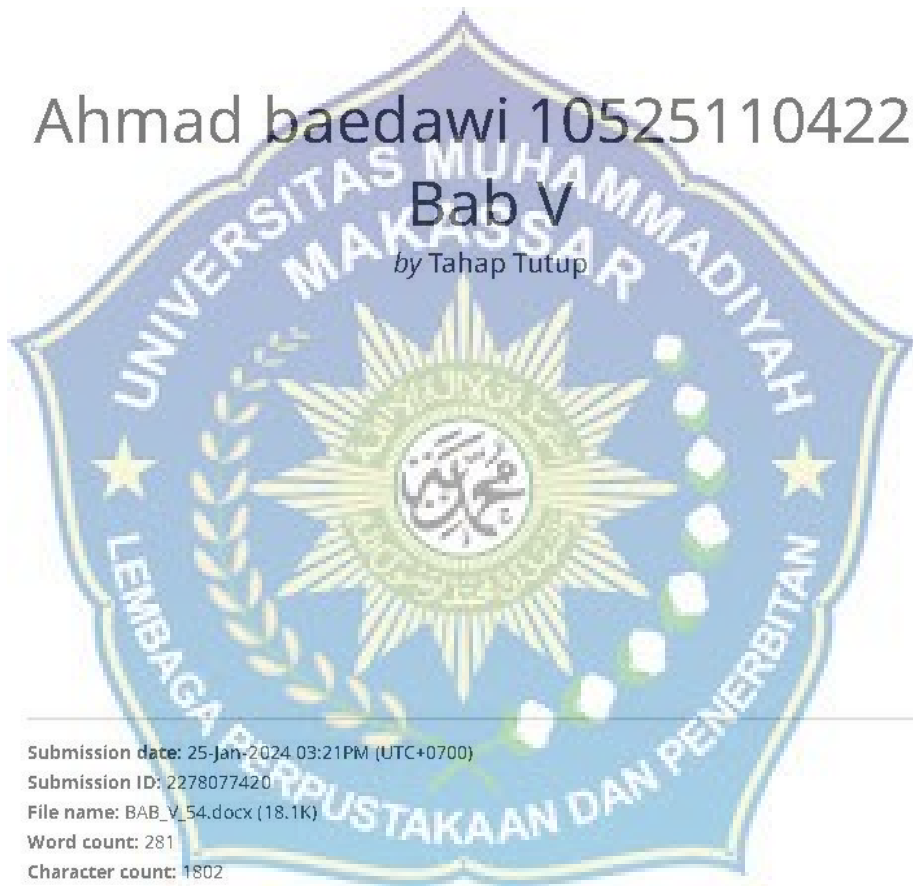 Ahmad baedawi 10525110422
Bab V
by Tahap Tutup
UNIVERSITAS MUHAMMADIYAH
MAKASSAR
محمدية
LEMBAGA PERPUSTAKAAN DAN PENERBITAN
Submission date: 25-Jan-2024 03:21PM (UTC+0700)
Submission ID: 2278077420
File name: BAB_V_54.docx (18.1K)
Word count: 281
Character count: 1802